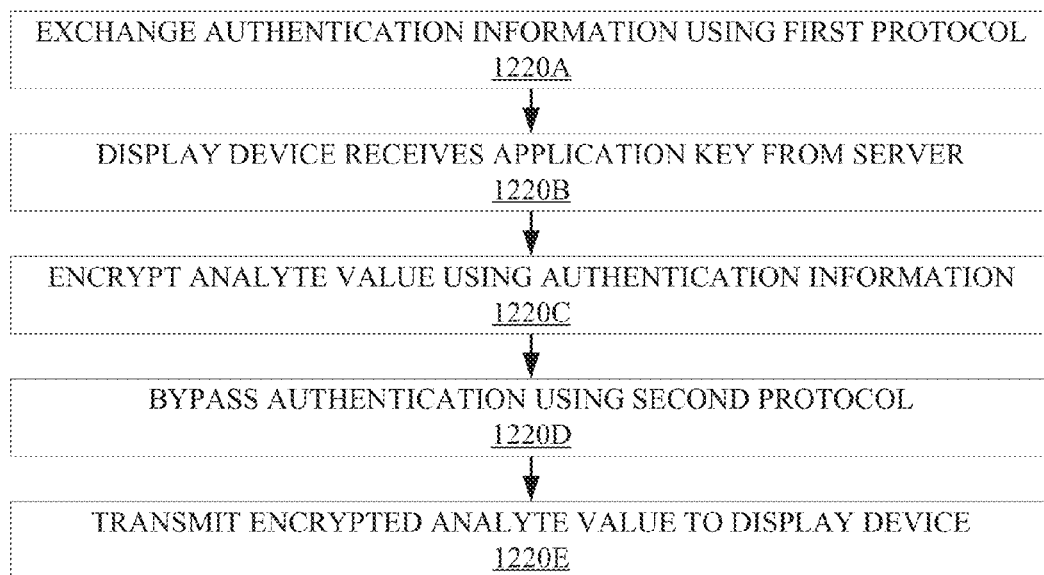 EXCHANGE AUTHENTICATION INFORMATION USING FIRST PROTOCOL
1220A
DISPLAY DEVICE RECEIVES APPLICATION KEY FROM SERVER
1220B
ENCRYPT ANALYTE VALUE USING AUTHENTICATION INFORMATION
1220C
BYPASS AUTHENTICATION USING SECOND PROTOCOL
1220D
TRANSMIT ENCRYPTED ANALYTE VALUE TO DISPLAY DEVICE
1220E